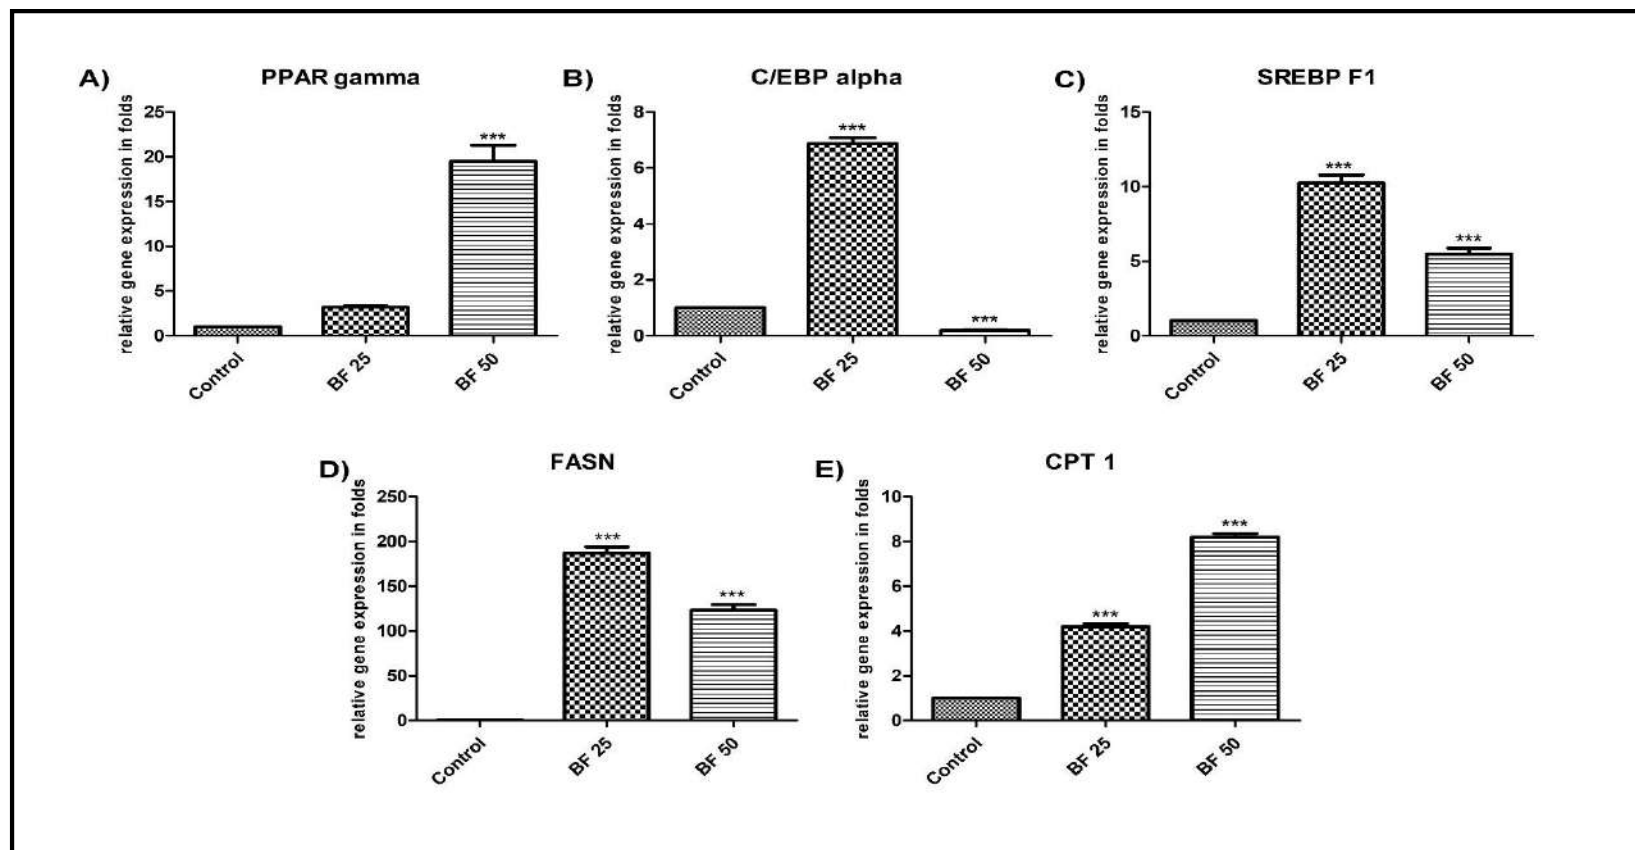 A) PPAR gamma
relative gene expression in folds
25
20
15
10
5
0
***
Control
BF 25
BF 50
B) C/EBP alpha
relative gene expression in folds
8
6
4
2
0
***
***
Control
BF 25
BF 50
C) SREBP F1
relative gene expression in folds
15
10
5
0
***
***
Control
BF 25
BF 50
D) FASN
relative gene expression in folds
250
200
150
100
50
0
***
***
Control
BF 25
BF 50
E) CPT 1
relative gene expression in folds
10
8
6
4
2
0
***
***
Control
BF 25
BF 50